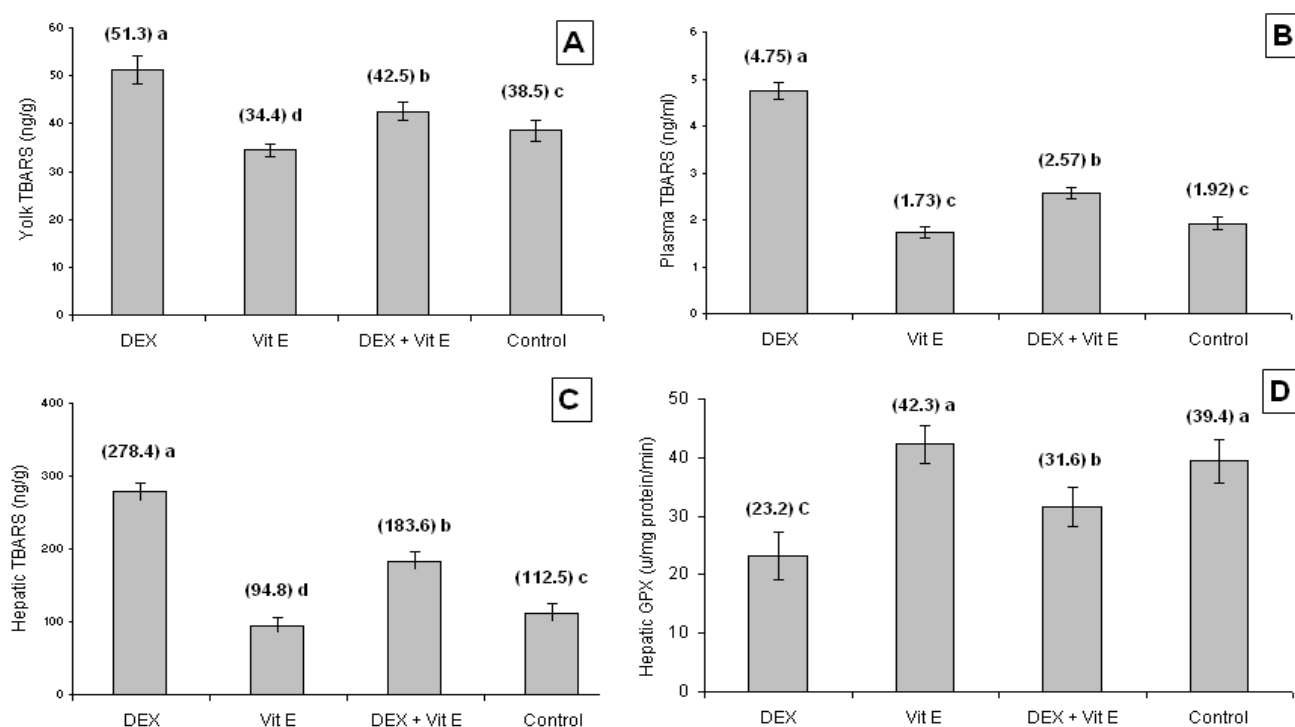 A
Yolk TBARS (ng/g)
60
50
40
30
20
10
0
(51.3) a
(34.4) d
(42.5) b
(38.5) c
DEX
Vit E
DEX + Vit E
Control
B
Plasma TBARS (ng/ml)
6
5
4
3
2
1
0
(4.75) a
(1.73) c
(2.57) b
(1.92) c
DEX
Vit E
DEX + Vit E
Control
C
Hepatic TBARS (ng/g)
400
300
200
100
0
(278.4) a
(94.8) d
(183.6) b
(112.5) c
DEX
Vit E
DEX + Vit E
Control
D
Hepatic GPX (u/mg protein/min)
50
40
30
20
10
0
(23.2) C
(42.3) a
(31.6) b
(39.4) a
DEX
Vit E
DEX + Vit E
Control